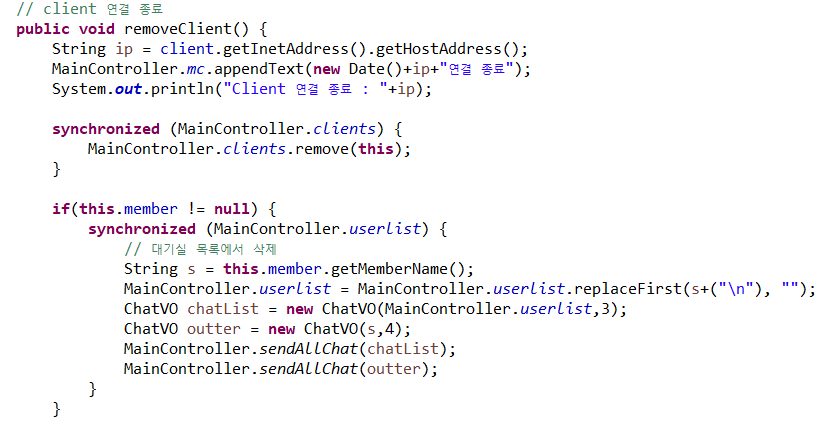 // client 연결 종료
public void removeClient() {
String ip = client.getInetAddress().getHostAddress();
MainController.mc.appendText(new Date()+ip+"연결 종료");
System.out.println("Client 연결 종료 : "+ip);
synchronized (MainController.clients) {
MainController.clients.remove(this);
}
if(this.member != null) {
synchronized (MainController.userlist) {
// 대기실 목록에서 삭제
String s = this.member.getMemberName();
MainController.userlist = MainController.userlist.replaceFirst(s+("\n"), "");
ChatVO chatList = new ChatVO(MainController.userlist,3);
ChatVO outter = new ChatVO(s,4);
MainController.sendAllChat(chatList);
MainController.sendAllChat(outter);
}
}